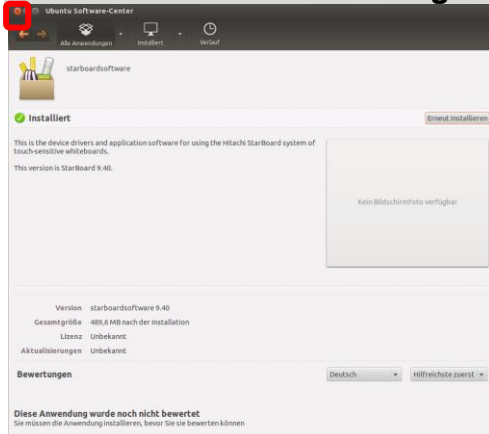 Ubuntu Software-Center
Alle Anwendungen
Installiert
Verlauf
starboardsoftware
Installiert
Erneut installieren
This is the device drivers and application software for using the Hitachi StarBoard system of
touch-sensitive whiteboards.
This version is StarBoard 9.40.
Kein Bildschirmfoto verfügbar
Version starboardsoftware 9.40
Gesamtgröße 489,6 MB nach der Installation
Lizenz Unbekannt
Aktualisierungen Unbekannt
Bewertungen
Deutsch
Hilfreichste zuerst
Diese Anwendung wurde noch nicht bewertet
Sie müssen die Anwendung installieren, bevor Sie sie bewerten können